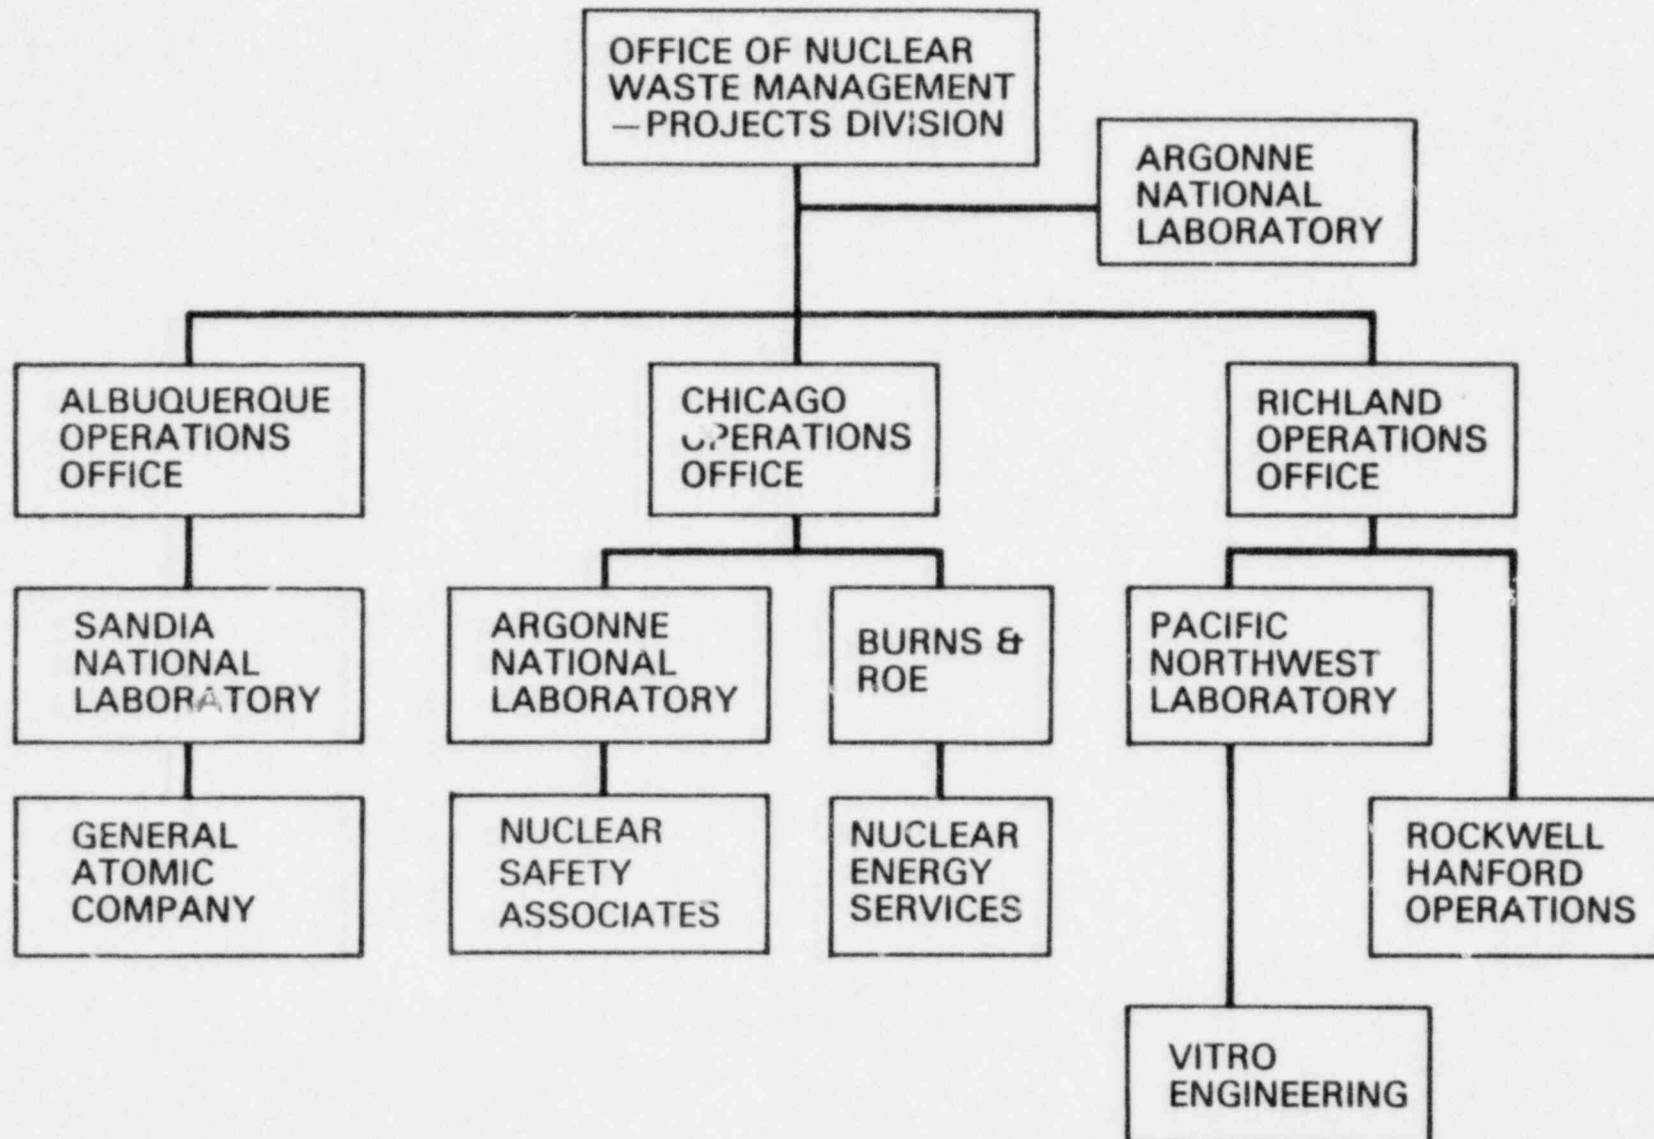 OFFICE OF NUCLEAR
WASTE MANAGEMENT
—PROJECTS DIVISION
ARGONNE
NATIONAL
LABORATORY
ALBUQUERQUE
OPERATIONS
OFFICE
CHICAGO
OPERATIONS
OFFICE
RICHLAND
OPERATIONS
OFFICE
SANDIA
NATIONAL
LABORATORY
ARGONNE
NATIONAL
LABORATORY
BURNS &
ROE
PACIFIC
NORTHWEST
LABORATORY
GENERAL
ATOMIC
COMPANY
NUCLEAR
SAFETY
ASSOCIATES
NUCLEAR
ENERGY
SERVICES
ROCKWELL
HANFORD
OPERATIONS
VITRO
ENGINEERING